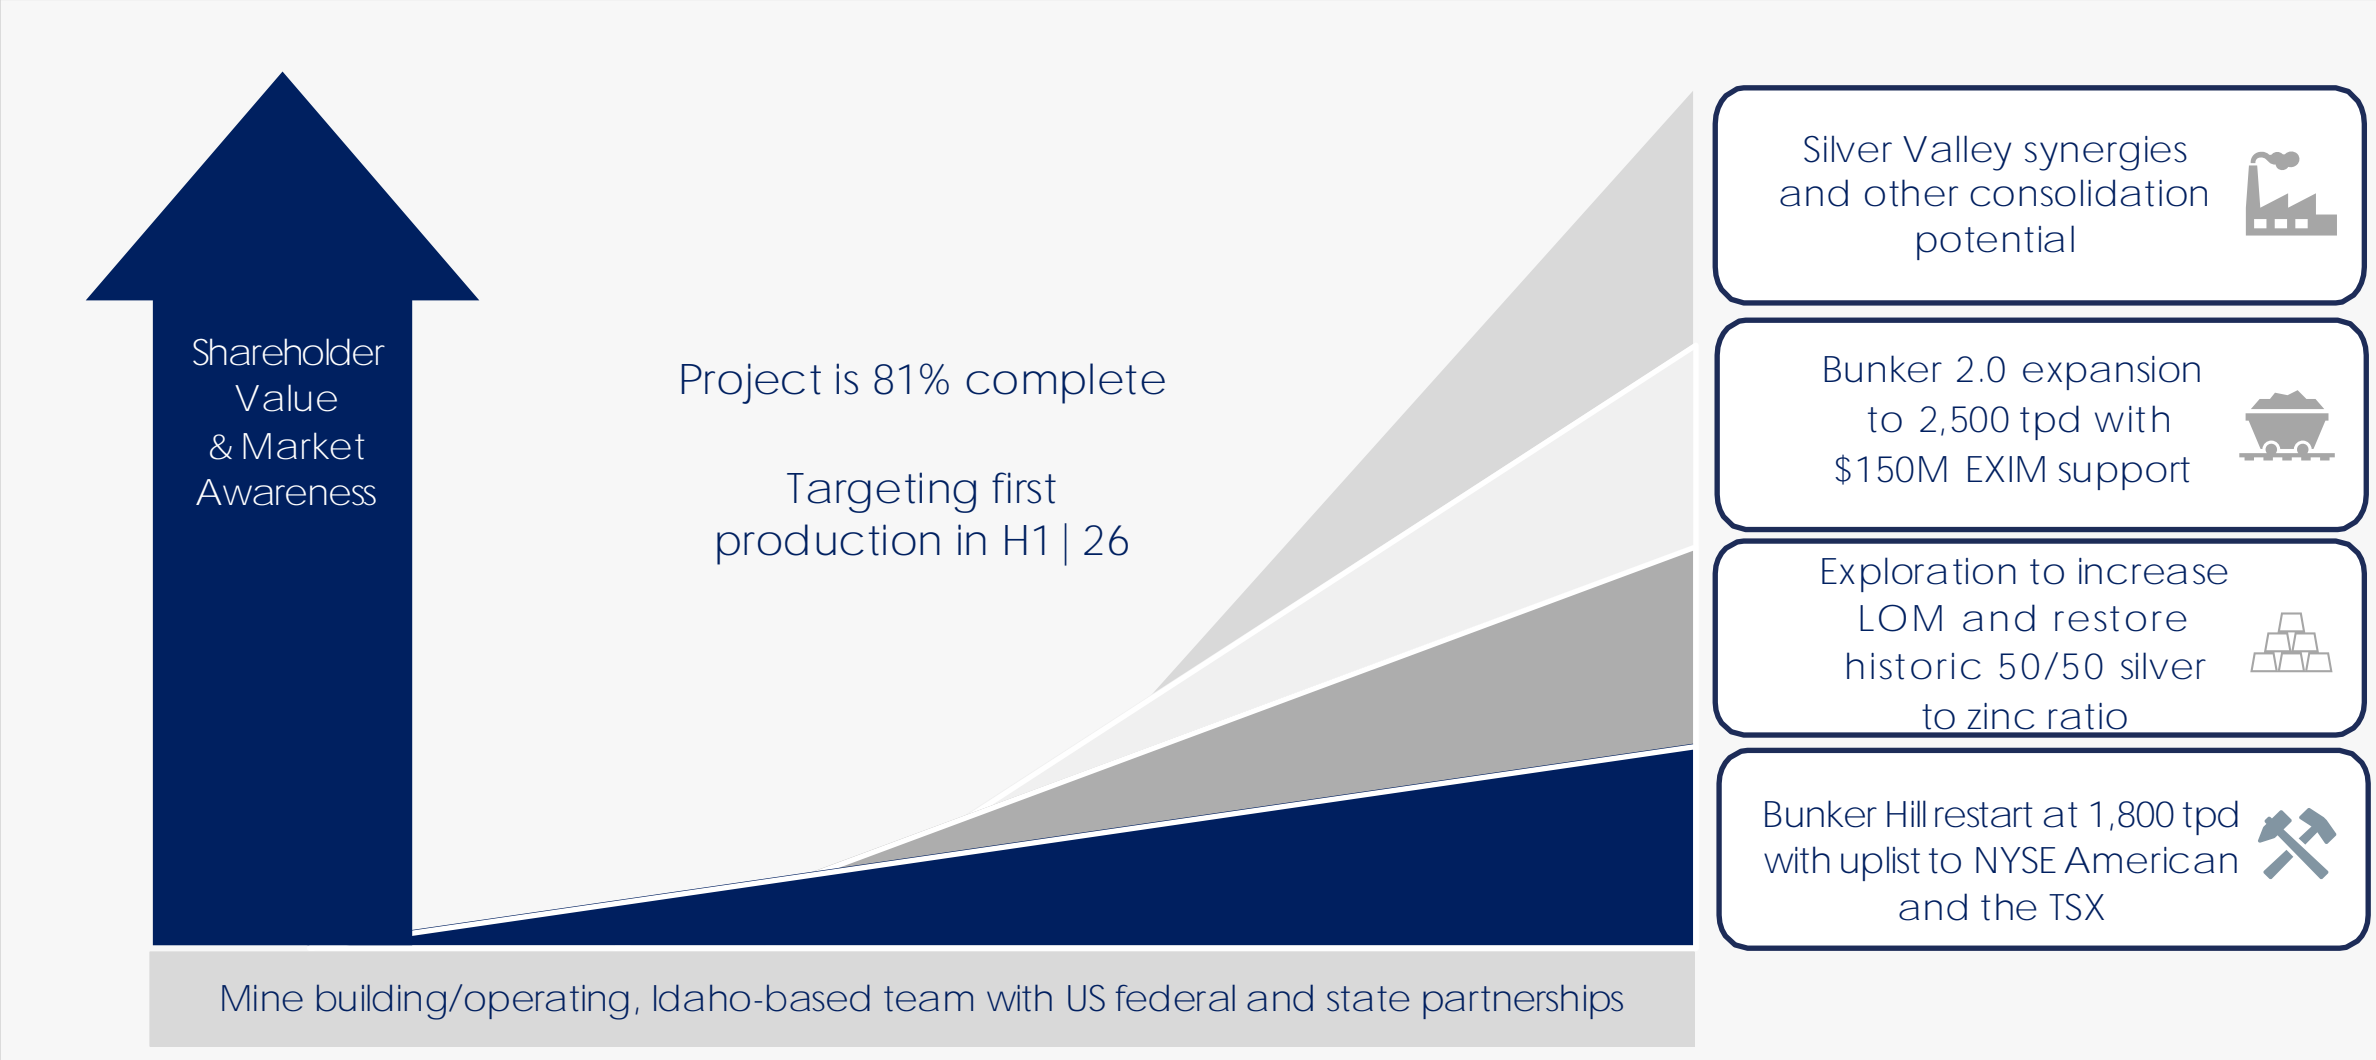 Shareholder
Value
& Market
Awareness
Project is 81% complete
Targeting first
production in H1 | 26
Silver Valley synergies
and other consolidation
potential
Bunker 2.0 expansion
to 2,500 tpd with
$150M EXIM support
Exploration to increase
LOM and restore
historic 50/50 silver
to zinc ratio
Bunker Hill restart at 1,800 tpd
with uplist to NYSE American
and the TSX
Mine building/operating, Idaho-based team with US federal and state partnerships